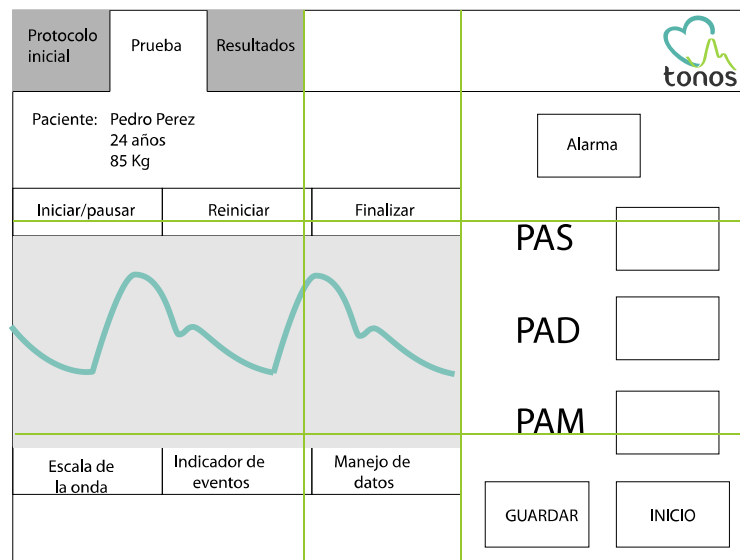 Protocolo
inicial
Prueba
Resultados
tonos
Paciente: Pedro Perez
24 años
85 Kg
Alarma
Iniciar/pausar
Reiniciar
Finalizar
PAS
PAD
PAM
Escala de
la onda
Indicador de
eventos
Manejo de
datos
GUARDAR
INICIO